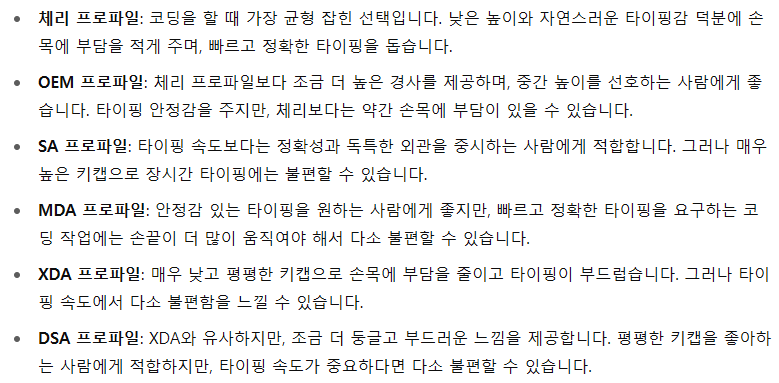 체리 프로파일: 코딩을 할 때 가장 균형 잡힌 선택입니다. 낮은 높이와 자연스러운 타이핑감 덕분에 손
목에 부담을 적게 주며, 빠르고 정확한 타이핑을 돕습니다.
OEM 프로파일: 체리 프로파일보다 조금 더 높은 경사를 제공하며, 중간 높이를 선호하는 사람에게 좋
습니다. 타이핑 안정감을 주지만, 체리보다는 약간 손목에 부담이 있을 수 있습니다.
SA 프로파일: 타이핑 속도보다는 정확성과 독특한 외관을 중시하는 사람에게 적합합니다. 그러나 매우
높은 키캡으로 장시간 타이핑에는 불편할 수 있습니다.
MDA 프로파일: 안정감 있는 타이핑을 원하는 사람에게 좋지만, 빠르고 정확한 타이핑을 요구하는 코
딩 작업에는 손끝이 더 많이 움직여야 해서 다소 불편할 수 있습니다.
XDA 프로파일: 매우 낮고 평평한 키캡으로 손목에 부담을 줄이고 타이핑이 부드럽습니다. 그러나 타이
핑 속도에서 다소 불편함을 느낄 수 있습니다.
DSA 프로파일: XDA와 유사하지만, 조금 더 둥글고 부드러운 느낌을 제공합니다. 평평한 키캡을 좋아하
는 사람에게 적합하지만, 타이핑 속도가 중요하다면 다소 불편할 수 있습니다.